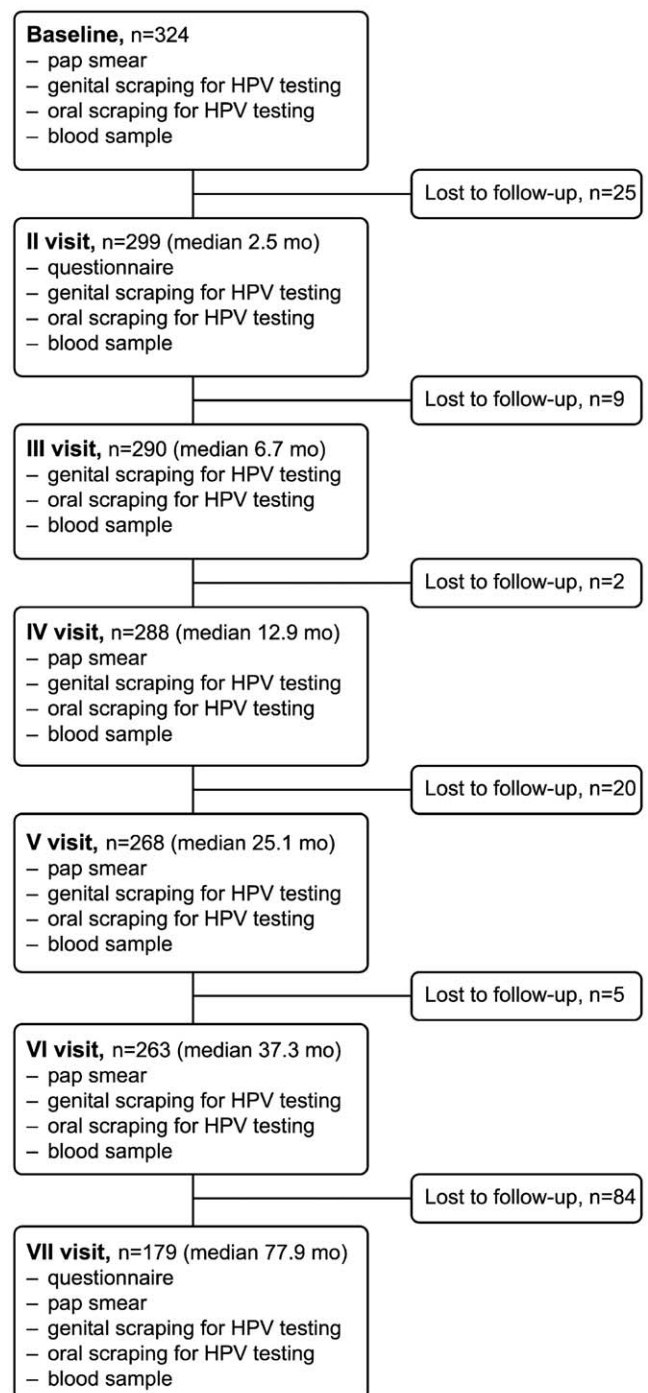 Baseline, n=324
– pap smear
– genital scraping for HPV testing
– oral scraping for HPV testing
– blood sample
Lost to follow-up, n=25
II visit, n=299 (median 2.5 mo)
– questionnaire
– genital scraping for HPV testing
– oral scraping for HPV testing
– blood sample
Lost to follow-up, n=9
III visit, n=290 (median 6.7 mo)
– genital scraping for HPV testing
– oral scraping for HPV testing
– blood sample
Lost to follow-up, n=2
IV visit, n=288 (median 12.9 mo)
– pap smear
– genital scraping for HPV testing
– oral scraping for HPV testing
– blood sample
Lost to follow-up, n=20
V visit, n=268 (median 25.1 mo)
– pap smear
– genital scraping for HPV testing
– oral scraping for HPV testing
– blood sample
Lost to follow-up, n=5
VI visit, n=263 (median 37.3 mo)
– pap smear
– genital scraping for HPV testing
– oral scraping for HPV testing
– blood sample
Lost to follow-up, n=84
VII visit, n=179 (median 77.9 mo)
– questionnaire
– pap smear
– genital scraping for HPV testing
– oral scraping for HPV testing
– blood sample